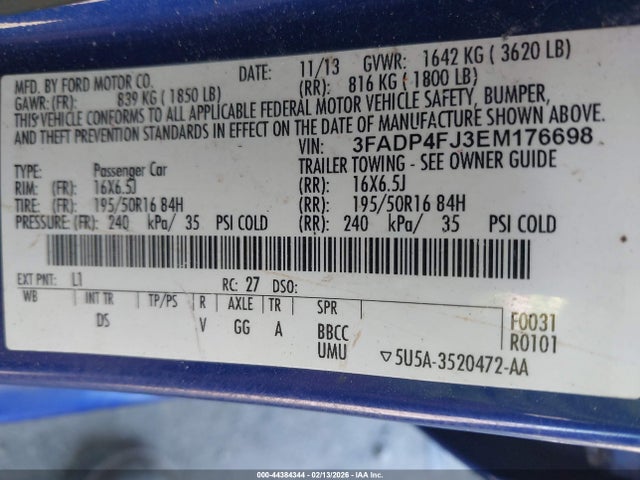 MFD. BY FORD MOTOR CO. DATE: 11/13 GVWR: 1642 KG ( 3620 LB)
GAWR: (FR): 839 KG ( 1850 LB) (RR): 816 KG ( 1800 LB)
THIS VEHICLE CONFORMS TO ALL APPLICABLE FEDERAL MOTOR VEHICLE SAFETY, BUMPER,
AND THEFT PREVENTION STANDARDS IN EFFECT ON THE DATE OF MANUFACTURE SHOWN ABOVE.
VIN: 3FADP4FJ3EM176698
TYPE: Passenger Car TRAILER TOWING - SEE OWNER GUIDE
RIM: (FR): 16X6.5J (RR): 16X6.5J
TIRE: (FR): 195/50R16 84H (RR): 195/50R16 84H
PRESSURE: (FR): 240 kPa/ 35 PSI COLD (RR): 240 kPa/ 35 PSI COLD
EXT PNT: L1 RC: 27 DSO:
WB INT TR TP/PS R AXLE TR SPR
DS V GG A BBCC F0031
UMU R0101
▽5U5A-3520472-AA
000-44384344 - 02/13/2026 - IAA Corp.